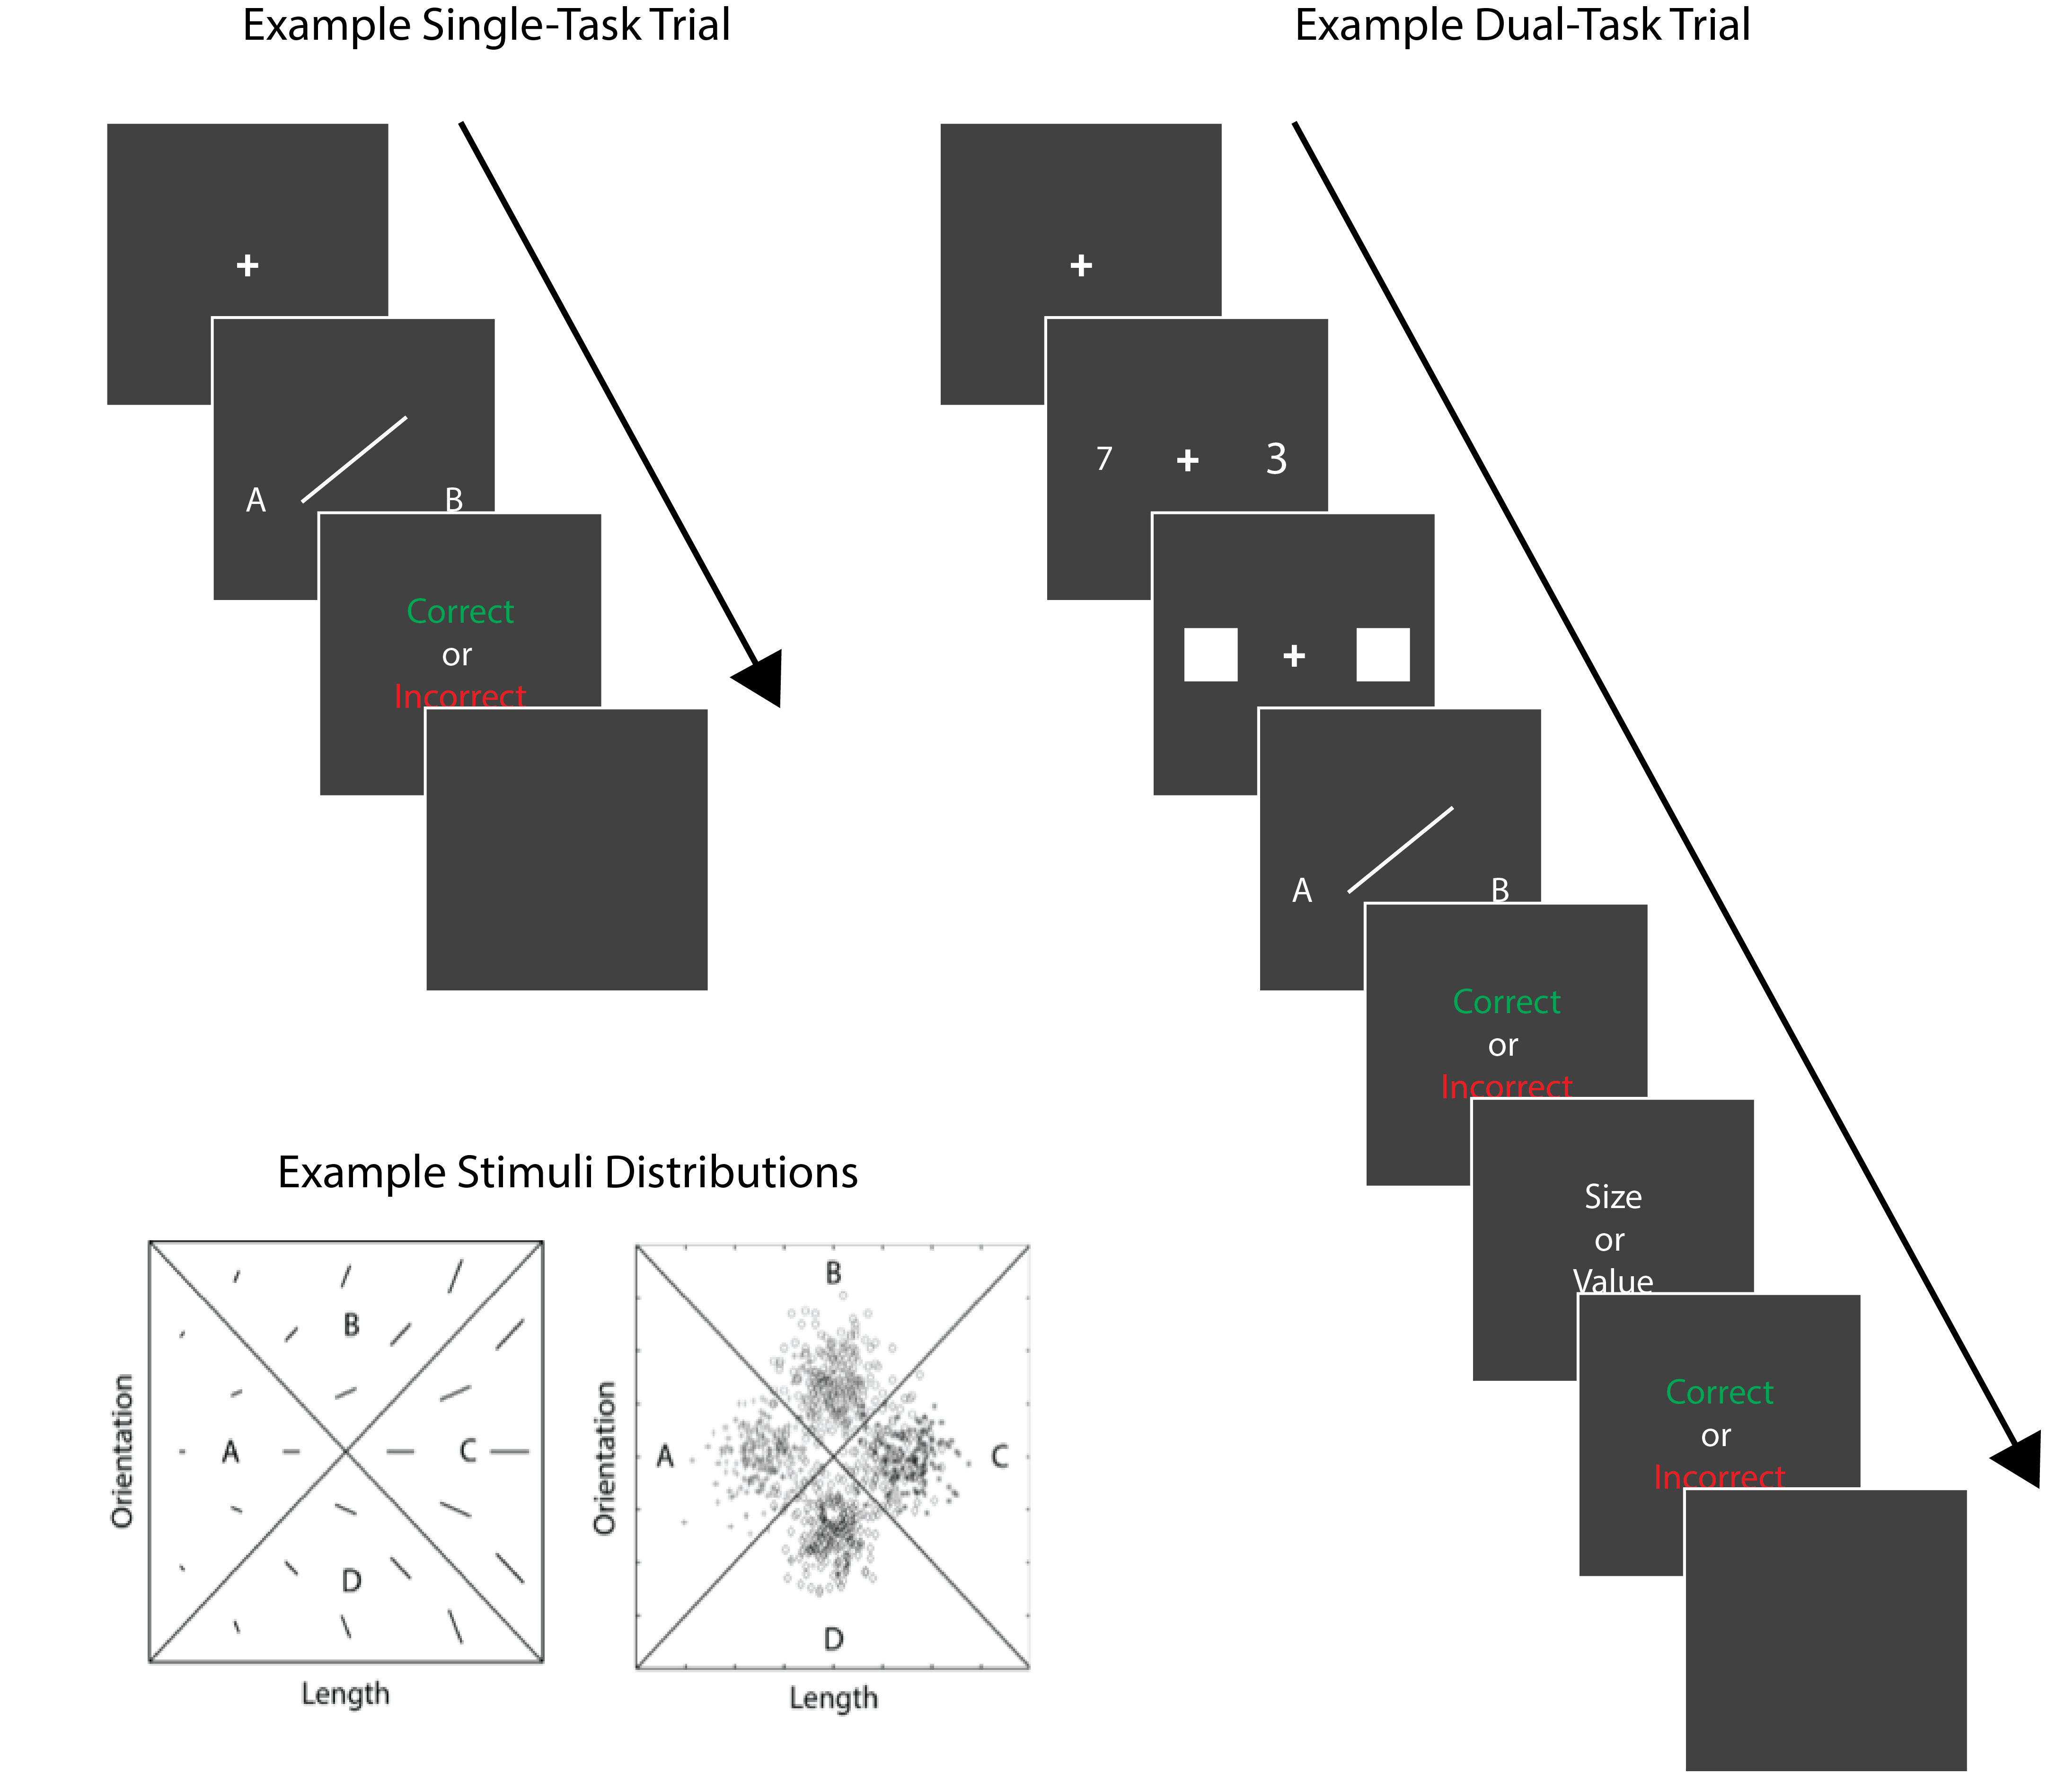 Example Single-Task Trial
+
A B
Correct
or
Incorrect
Example Dual-Task Trial
+
7 + 3
+
A B
Correct
or
Incorrect
Size
or
Value
Correct
or
Incorrect
Example Stimuli Distributions
Orientation
B
A C
D
Length
Orientation
B
A C
D
Length